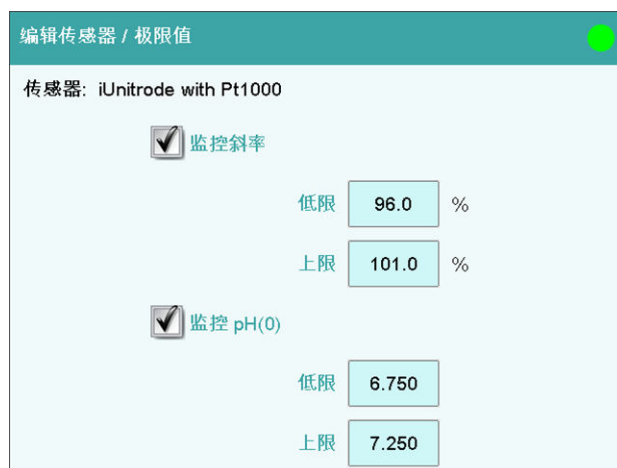 编辑传感器 / 极限值
传感器: iUnitrode with Pt1000
监控斜率
低限 96.0 %
上限 101.0 %
监控 pH(0)
低限 6.750
上限 7.250